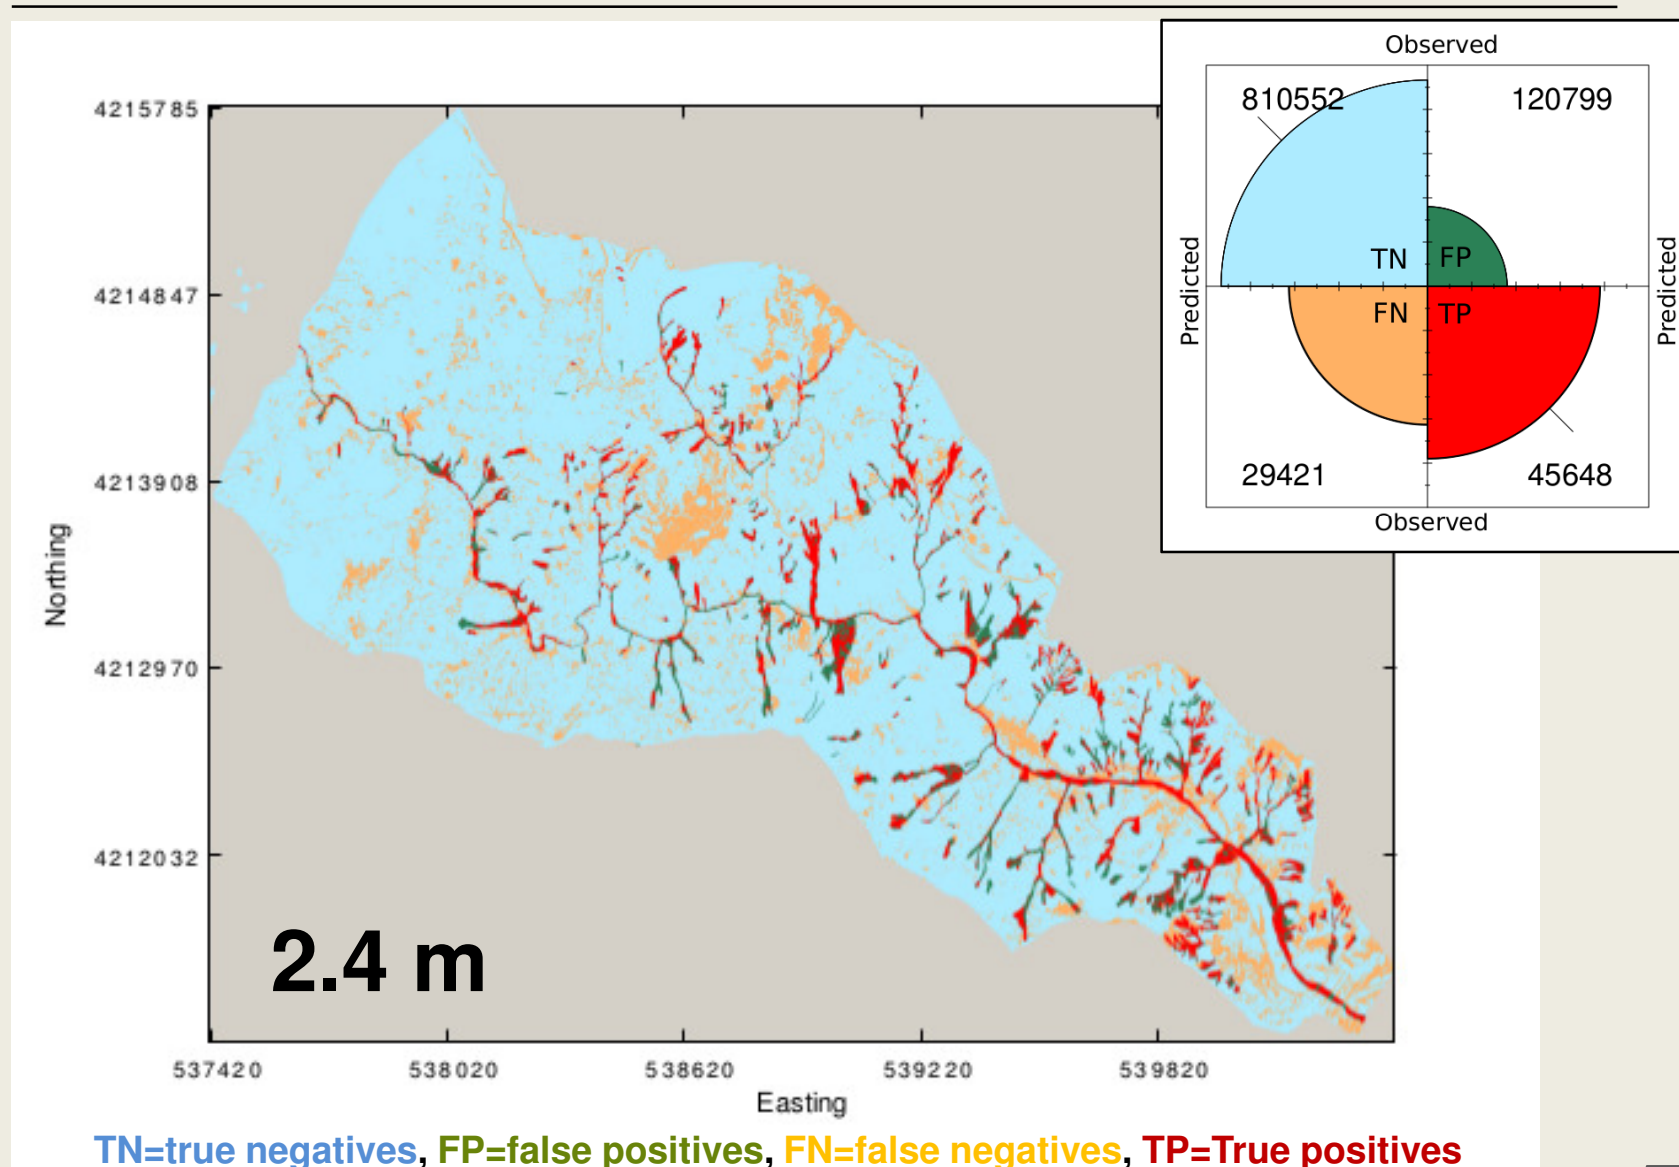 Observed
810552
120799
TN
FP
FN
TP
Predicted
Predicted
29421
45648
Observed
4215785
4214847
4213908
4212970
4212032
Northing
2.4 m
537420
538020
538620
539220
539820
Easting
TN=true negatives, FP=false positives, FN=false negatives, TP=True positives